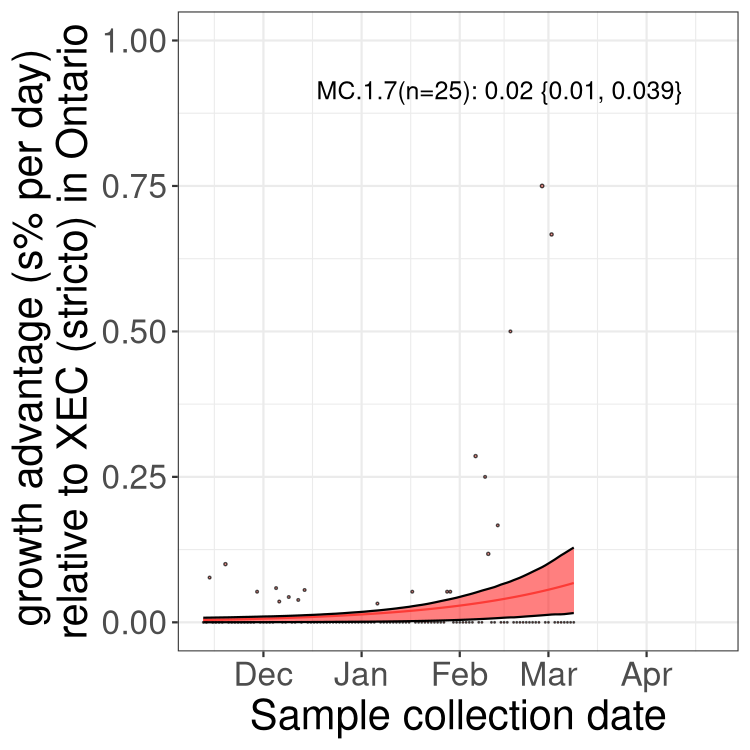 growth advantage (s% per day)
relative to XEC (stricto) in Ontario
1.00
0.75
0.50
0.25
0.00
MC.1.7(n=25): 0.02 {0.01, 0.039}
Dec Jan Feb Mar Apr
Sample collection date